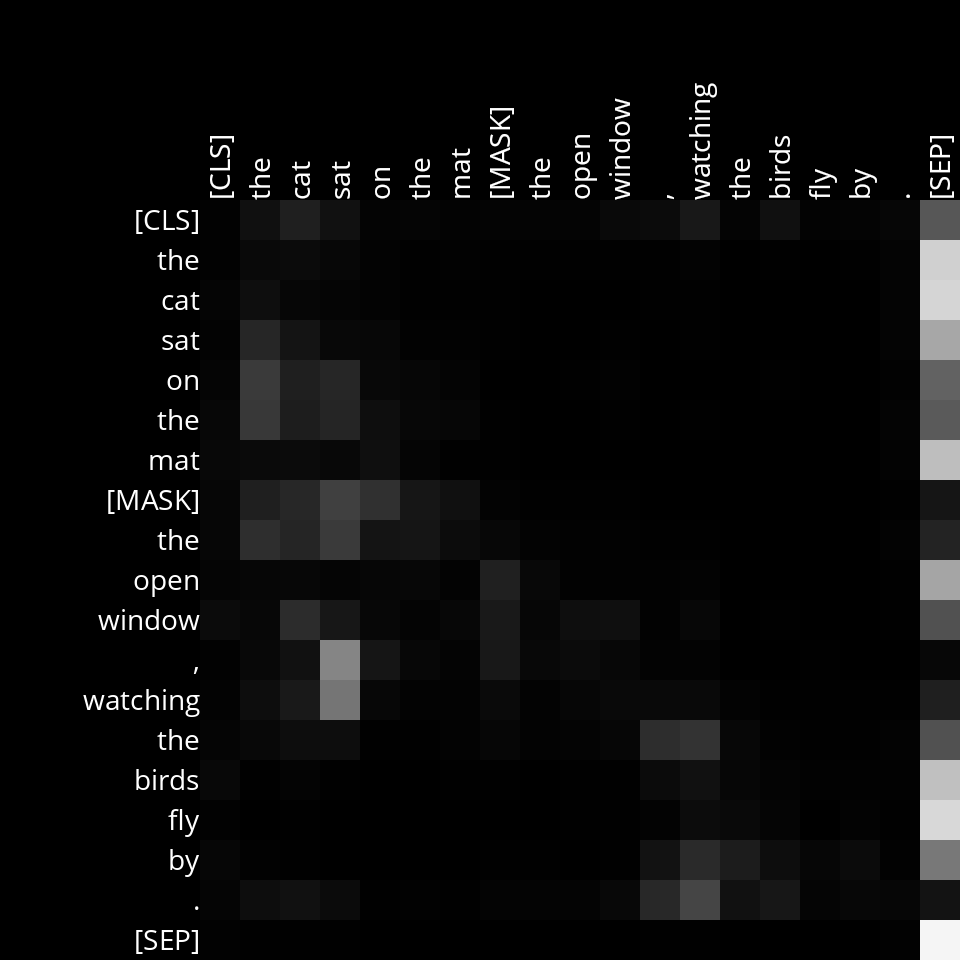 [CLS] the cat sat on the mat [MASK] the open window , watching the birds fly by . [SEP]
[CLS]
the
cat
sat
on
the
mat
[MASK]
the
open
window
,
watching
the
birds
fly
by
.
[SEP]